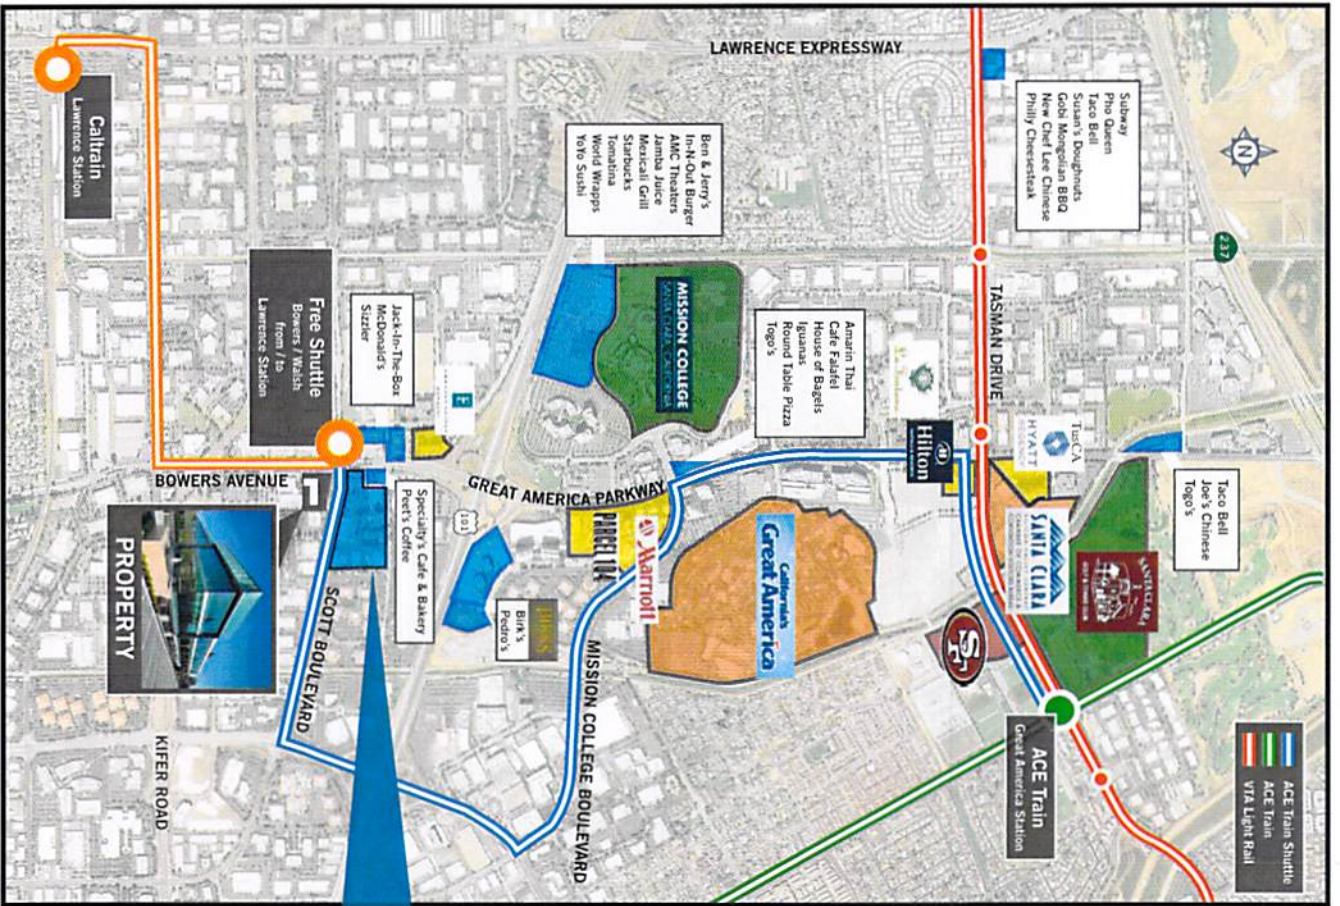 LAWRENCE EXPRESSWAY
Subway
Pho Queen
Taco Bell
Susan's Doughnuts
Gobi Mongolian BBQ
New Chef Lee Chinese
Philly Cheesesteak
N
237
Caltrain
Lawrence Station
Ben & Jerry's
In-N-Out Burger
AMC Theaters
Jamba Juice
Mexicali Grill
Starbucks
Tomatina
World Wrapps
YoYo Sushi
MISSION COLLEGE
SANTA CLARA, CALIFORNIA
TASMAN DRIVE
Amarin Thai
Cafe Falafel
House of Bagels
Iguanas
Round Table Pizza
Togo's
Free Shuttle
Bowers / Walsh
from / to
Lawrence Station
Jack-In-The-Box
McDonald's
Sizzler
E
TusCA
HYATT
Hilton
Taco Bell
Joe's Chinese
Togo's
BOWERS AVENUE
GREAT AMERICA PARKWAY
Specialty's Cafe & Bakery
Peet's Coffee
101
PARCEL 104
Marriott
California's
Great America
SANTA CLARA
SANTA CLARA
SF
PROPERTY
SCOTT BOULEVARD
BIRK'S
Birk's
Pedro's
MISSION COLLEGE BOULEVARD
ACE Train
Great America Station
KIFER ROAD
ACE Train Shuttle
ACE Train
VTA Light Rail